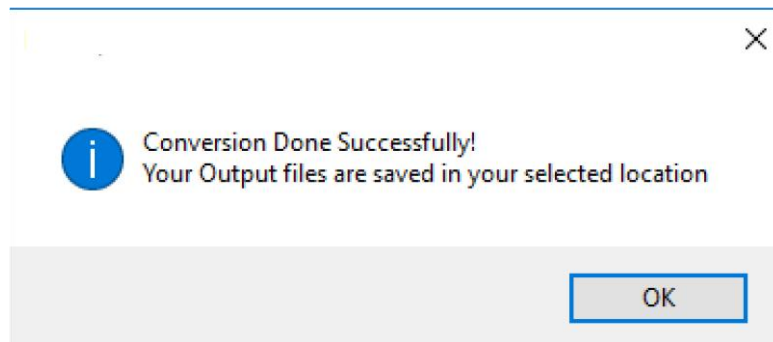 Conversion Done Successfully!
Your Output files are saved in your selected location
OK